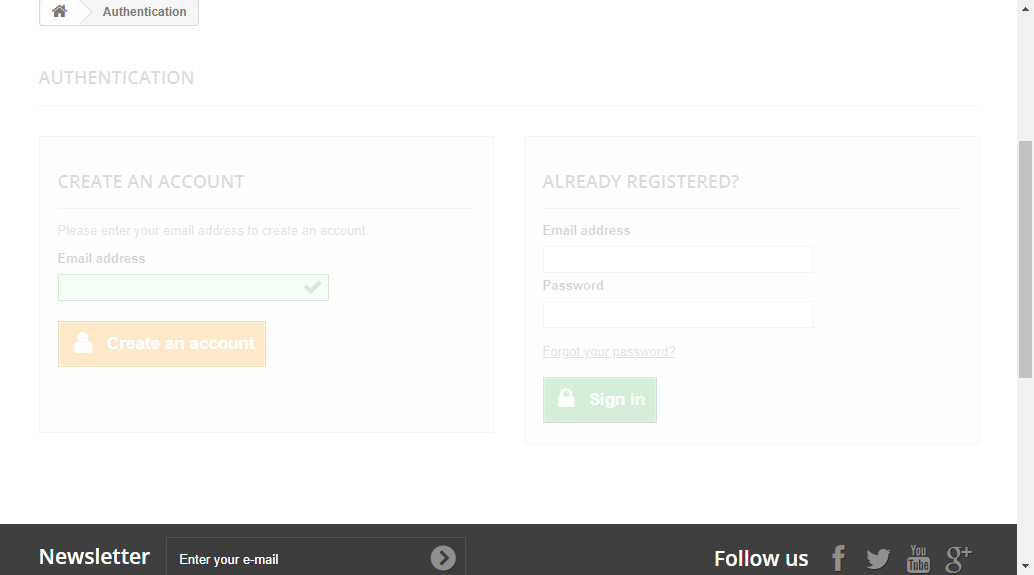 Authentication
AUTHENTICATION
CREATE AN ACCOUNT
Please enter your email address to create an account.
Email address
Create an account
ALREADY REGISTERED?
Email address
Password
Forgot your password?
Sign in
Newsletter
Enter your e-mail
Follow us
You
Tube
g+